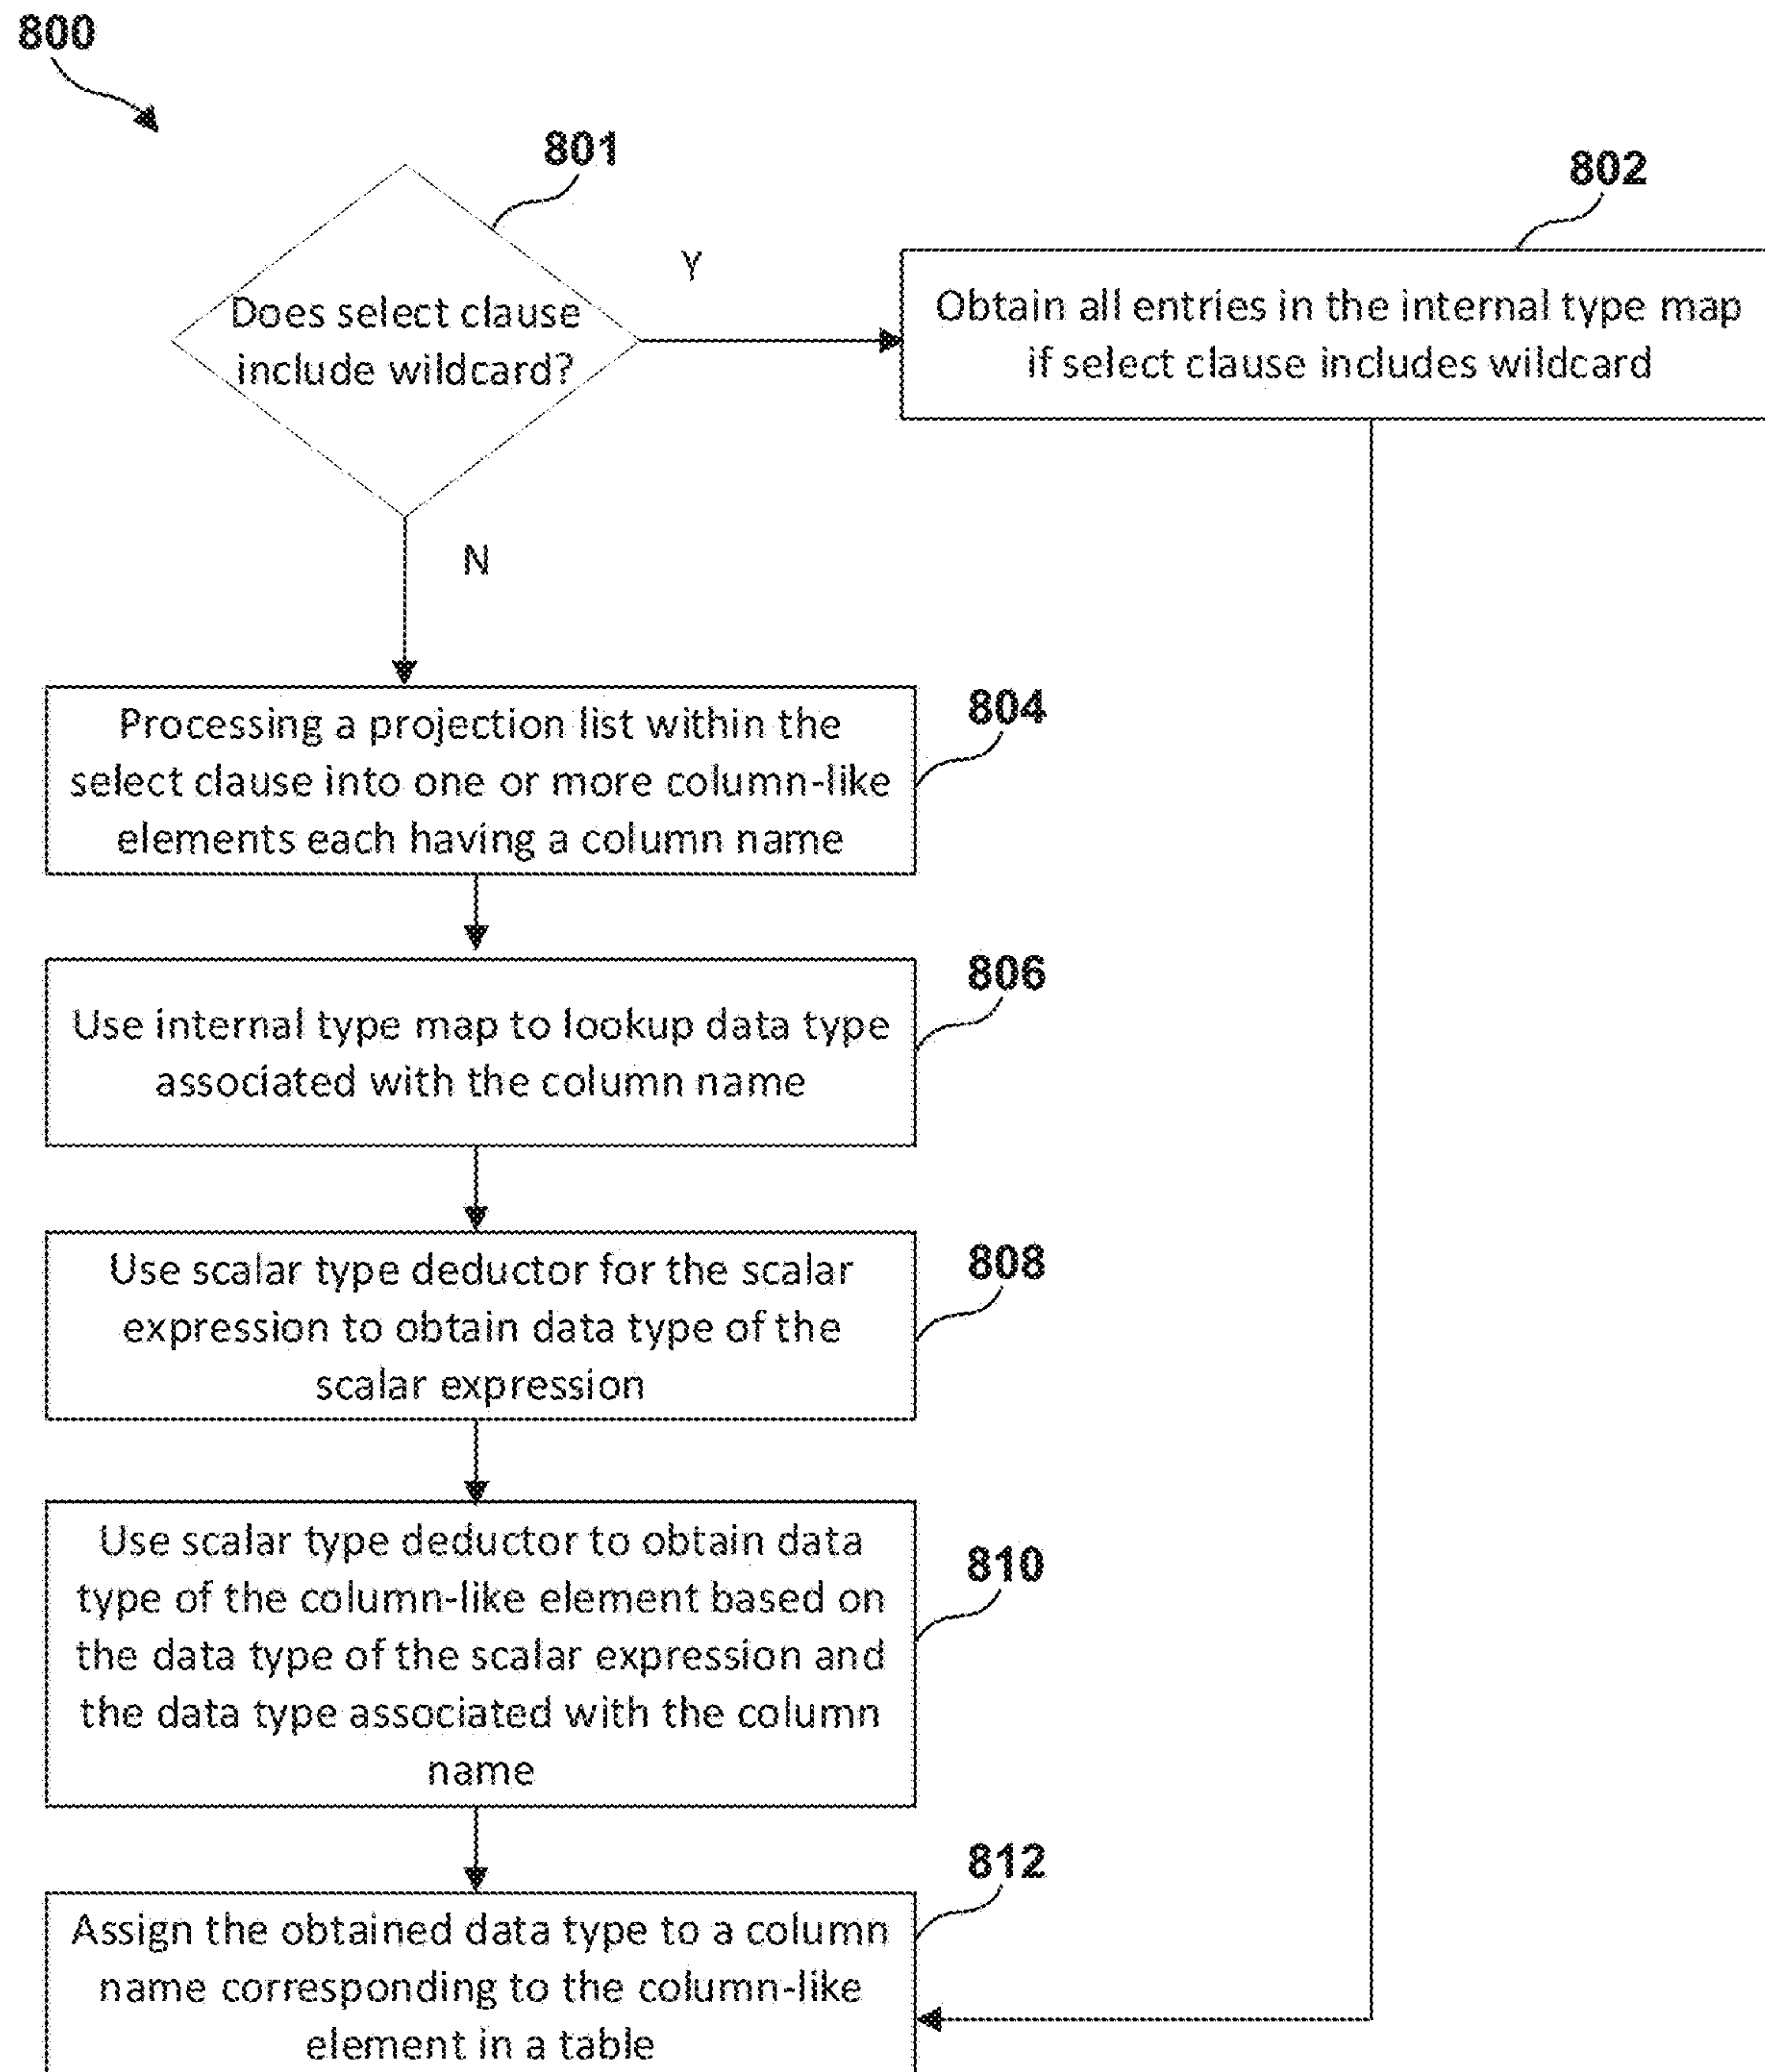 800
801
802
Does select clause
include wildcard?
Y
Obtain all entries in the internal type map
if select clause includes wildcard
N
804
Processing a projection list within the
select clause into one or more column-like
elements each having a column name
806
Use internal type map to lookup data type
associated with the column name
808
Use scalar type deductor for the scalar
expression to obtain data type of the
scalar expression
810
Use scalar type deductor to obtain data
type of the column-like element based on
the data type of the scalar expression and
the data type associated with the column
name
812
Assign the obtained data type to a column
name corresponding to the column-like
element in a table